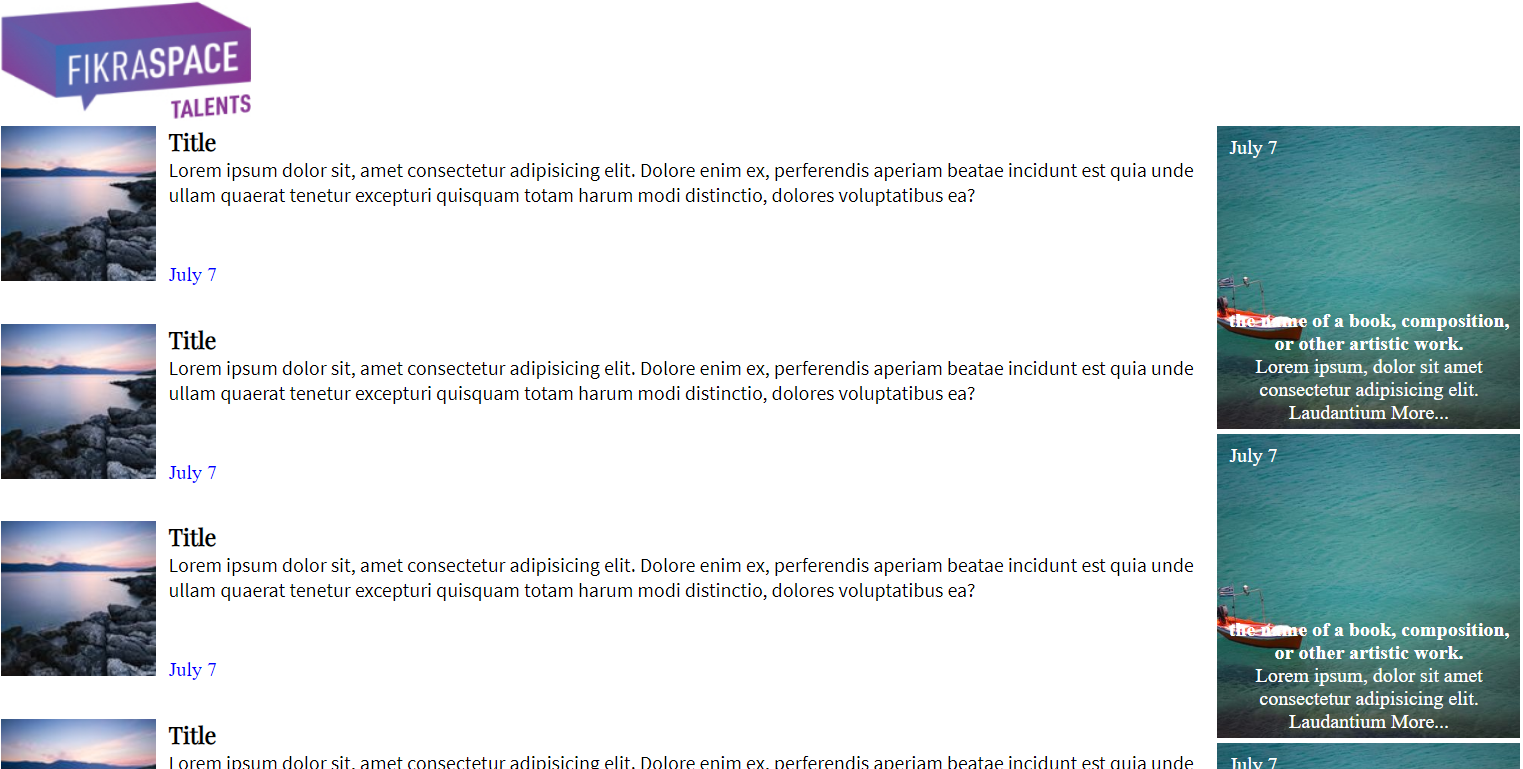 FIKRASPACE
TALENTS
Title
Lorem ipsum dolor sit, amet consectetur adipisicing elit. Dolore enim ex, perferendis aperiam beatae incidunt est quia unde
ullam quaerat tenetur excepturi quisquam totam harum modi distinctio, dolores voluptatibus ea?
July 7
Title
Lorem ipsum dolor sit, amet consectetur adipisicing elit. Dolore enim ex, perferendis aperiam beatae incidunt est quia unde
ullam quaerat tenetur excepturi quisquam totam harum modi distinctio, dolores voluptatibus ea?
July 7
Title
Lorem ipsum dolor sit, amet consectetur adipisicing elit. Dolore enim ex, perferendis aperiam beatae incidunt est quia unde
ullam quaerat tenetur excepturi quisquam totam harum modi distinctio, dolores voluptatibus ea?
July 7
Title
Lorem ipsum dolor sit, amet consectetur adipisicing elit. Dolore enim ex, perferendis aperiam beatae incidunt est quia unde
July 7
the name of a book, composition,
or other artistic work.
Lorem ipsum, dolor sit amet
consectetur adipisicing elit.
Laudantium More...
July 7
the name of a book, composition,
or other artistic work.
Lorem ipsum, dolor sit amet
consectetur adipisicing elit.
Laudantium More...
July 7